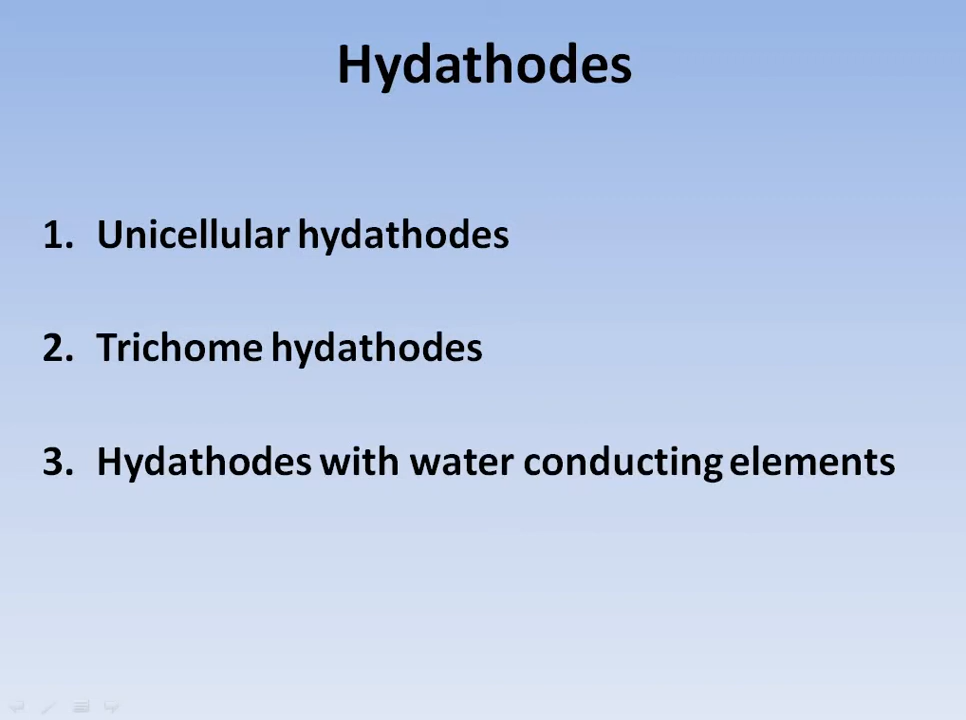 Hydathodes
1. Unicellular hydathodes
2. Trichome hydathodes
3. Hydathodes with water conducting elements